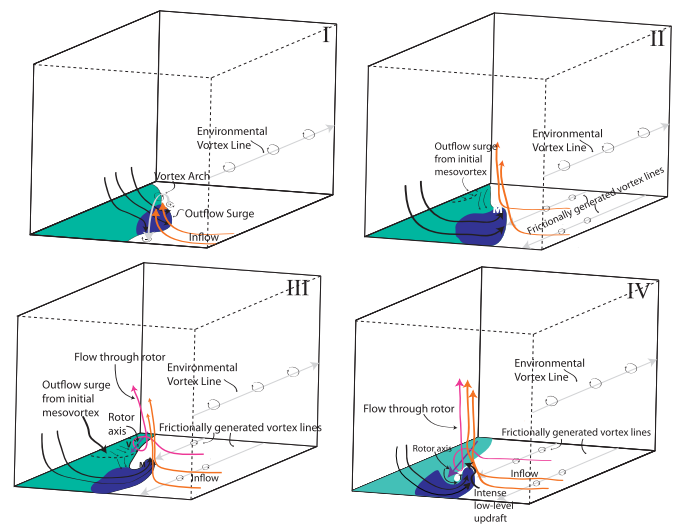 I
Environmental
Vortex Line
Vortex Arch
Outflow Surge
Inflow
II
Outflow surge
from initial
mesovortex
Environmental
Vortex Line
M
Frictionally generated vortex lines
III
Flow through rotor
Environmental
Vortex Line
Outflow surge
from initial
mesovortex
Rotor
axis
Frictionally generated vortex lines
V
M
Inflow
IV
Environmental
Vortex Line
Flow through rotor
Frictionally generated vortex lines
Rotor axis
Inflow
Intense
low-level
updraft